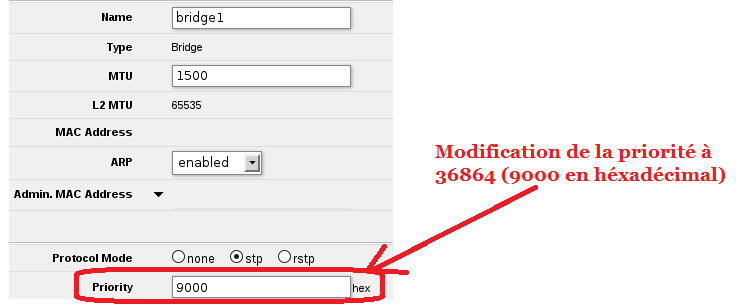 Name bridge1
Type Bridge
MTU 1500
L2 MTU 65535
MAC Address
ARP enabled
Admin. MAC Address
Protocol Mode none stp rstp
Priority 9000 hex
Modification de la priorité à
36864 (9000 en héxadécimal)